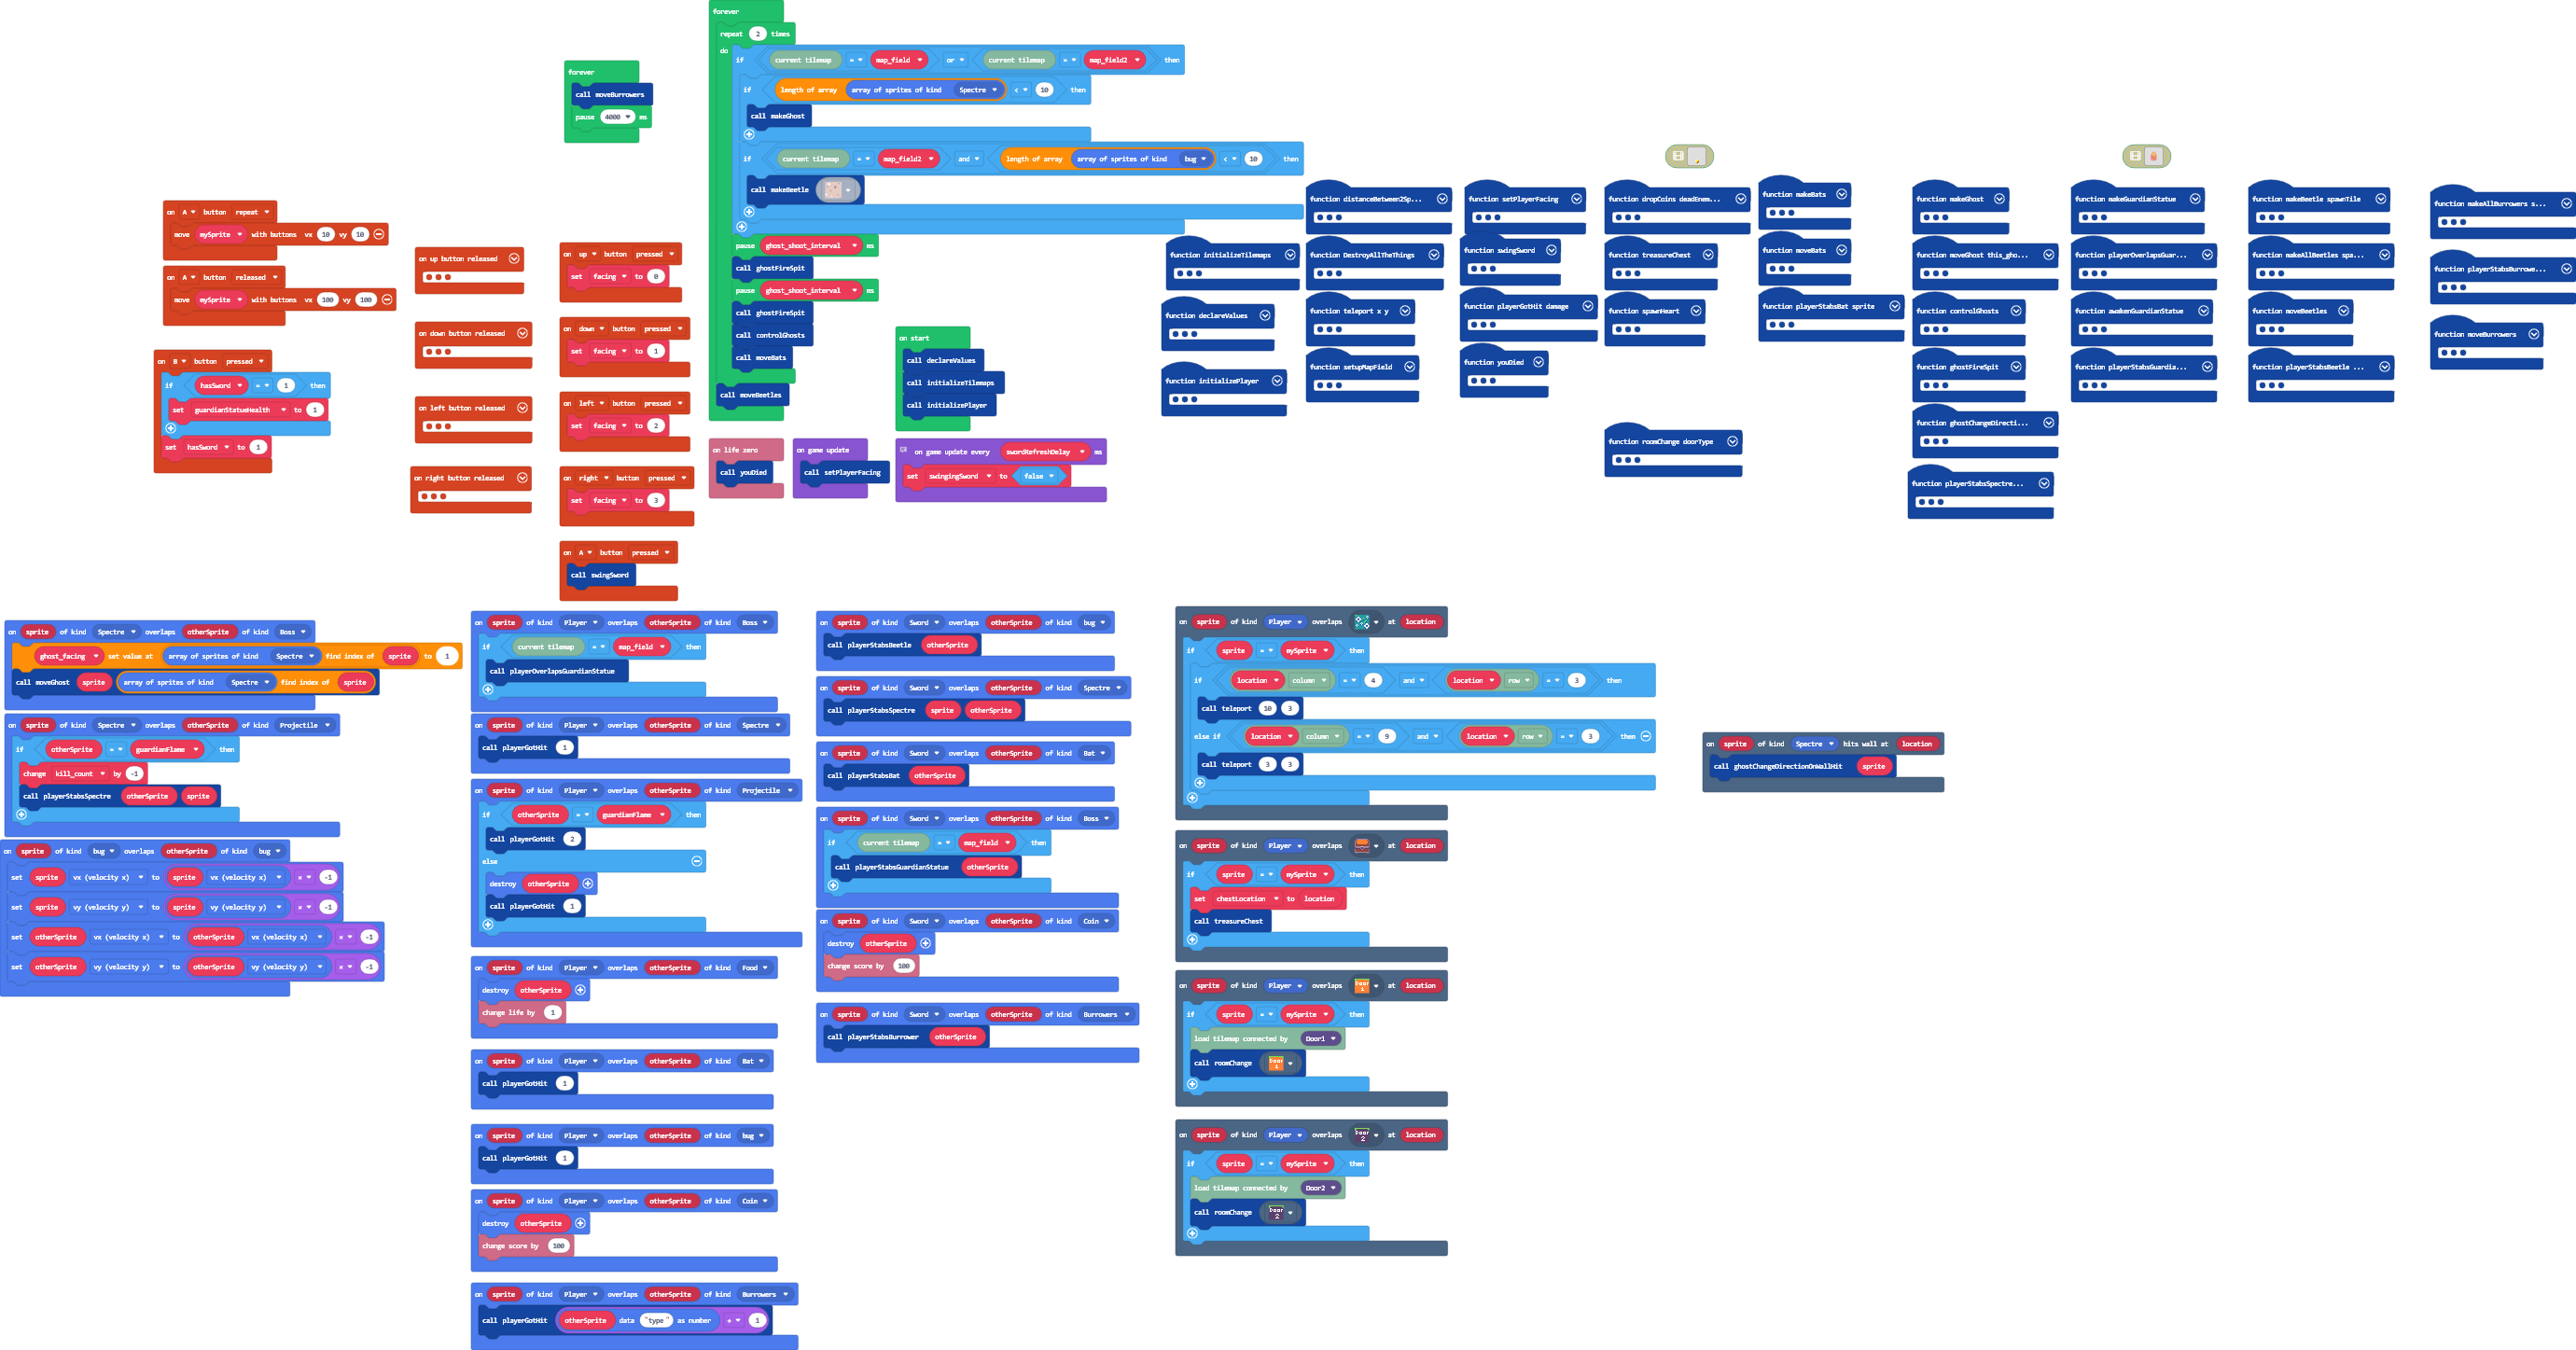 forever
call moveBurrowers
pause 4000 ms
on A button repeat
move mySprite with buttons vx 10 vy 10
on A button released
move mySprite with buttons vx 100 vy 100
on B button pressed
if hasSword = 1 then
set guardianStatueHealth to 1
set hasSword to 1
on up button released
on down button released
on left button released
on right button released
on up button pressed
set facing to 0
on down button pressed
set facing to 1
on left button pressed
set facing to 2
on right button pressed
set facing to 3
on A button pressed
call swingSword
forever
repeat 2 times
do
if current tilemap = map_field or current tilemap = map_field2 then
if length of array array of sprites of kind Spectre < 10 then
call makeGhost
if current tilemap = map_field2 and length of array array of sprites of kind bug < 10 then
call makeBeetle
pause ghost_shoot_interval ms
call ghostFireSpit
pause ghost_shoot_interval ms
call ghostFireSpit
call controlGhosts
call moveBats
call moveBeetles
on start
call declareValues
call initializeTilemaps
call initializePlayer
on life zero
call youDied
on game update
call setPlayerFacing
on game update every swordRefreshDelay ms
set swingingSword to false
function initializeTilemaps
function declareValues
function initializePlayer
function distanceBetween2Sp...
function DestroyAllTheThings
function teleport x y
function setupMapField
function setPlayerFacing
function swingSword
function playerGotHit damage
function youDied
function dropCoins deadEnem...
function treasureChest
function spawnHeart
function roomChange doorType
function makeBats
function moveBats
function playerStabsBat sprite
function makeGhost
function moveGhost this_gho...
function controlGhosts
function ghostFireSpit
function ghostChangeDirecti...
function playerStabsSpectre...
function makeGuardianStatue
function playerOverlapsGuar...
function awakenGuardianStatue
function playerStabsGuardia...
function makeBeetle spawnTile
function makeAllBeetles spa...
function moveBeetles
function playerStabsBeetle ...
function makeAllBurrowers s...
function playerStabsBurrowe...
function moveBurrowers
on sprite of kind Spectre overlaps otherSprite of kind Boss
ghost_facing set value at array of sprites of kind Spectre find index of sprite to 1
call moveGhost sprite array of sprites of kind Spectre find index of sprite
on sprite of kind Spectre overlaps otherSprite of kind Projectile
if otherSprite = guardianFlame then
change kill_count by -1
call playerStabsSpectre otherSprite sprite
on sprite of kind bug overlaps otherSprite of kind bug
set sprite vx (velocity x) to sprite vx (velocity x) × -1
set sprite vy (velocity y) to sprite vy (velocity y) × -1
set otherSprite vx (velocity x) to otherSprite vx (velocity x) × -1
set otherSprite vy (velocity y) to otherSprite vy (velocity y) × -1
on sprite of kind Player overlaps otherSprite of kind Boss
if current tilemap = map_field then
call playerOverlapsGuardianStatue
on sprite of kind Player overlaps otherSprite of kind Spectre
call playerGotHit 1
on sprite of kind Player overlaps otherSprite of kind Projectile
if otherSprite = guardianFlame then
call playerGotHit 2
else
destroy otherSprite
call playerGotHit 1
on sprite of kind Player overlaps otherSprite of kind Food
destroy otherSprite
change life by 1
on sprite of kind Player overlaps otherSprite of kind Bat
call playerGotHit 1
on sprite of kind Player overlaps otherSprite of kind bug
call playerGotHit 1
on sprite of kind Player overlaps otherSprite of kind Coin
destroy otherSprite
change score by 100
on sprite of kind Player overlaps otherSprite of kind Burrowers
call playerGotHit otherSprite data "type" as number + 1
on sprite of kind Sword overlaps otherSprite of kind bug
call playerStabsBeetle otherSprite
on sprite of kind Sword overlaps otherSprite of kind Spectre
call playerStabsSpectre sprite otherSprite
on sprite of kind Sword overlaps otherSprite of kind Bat
call playerStabsBat otherSprite
on sprite of kind Sword overlaps otherSprite of kind Boss
if current tilemap = map_field then
call playerStabsGuardianStatue otherSprite
on sprite of kind Sword overlaps otherSprite of kind Coin
destroy otherSprite
change score by 100
on sprite of kind Sword overlaps otherSprite of kind Burrowers
call playerStabsBurrower otherSprite
on sprite of kind Player overlaps at location
if sprite = mySprite then
if location column = 4 and location row = 3 then
call teleport 10 3
else if location column = 9 and location row = 3 then
call teleport 3 3
on sprite of kind Player overlaps at location
if sprite = mySprite then
set chestLocation to location
call treasureChest
on sprite of kind Player overlaps Door 1 at location
if sprite = mySprite then
load tilemap connected by Door1
call roomChange Door 1
on sprite of kind Player overlaps Door 2 at location
if sprite = mySprite then
load tilemap connected by Door2
call roomChange Door 2
on sprite of kind Spectre hits wall at location
call ghostChangeDirectionOnWallHit sprite